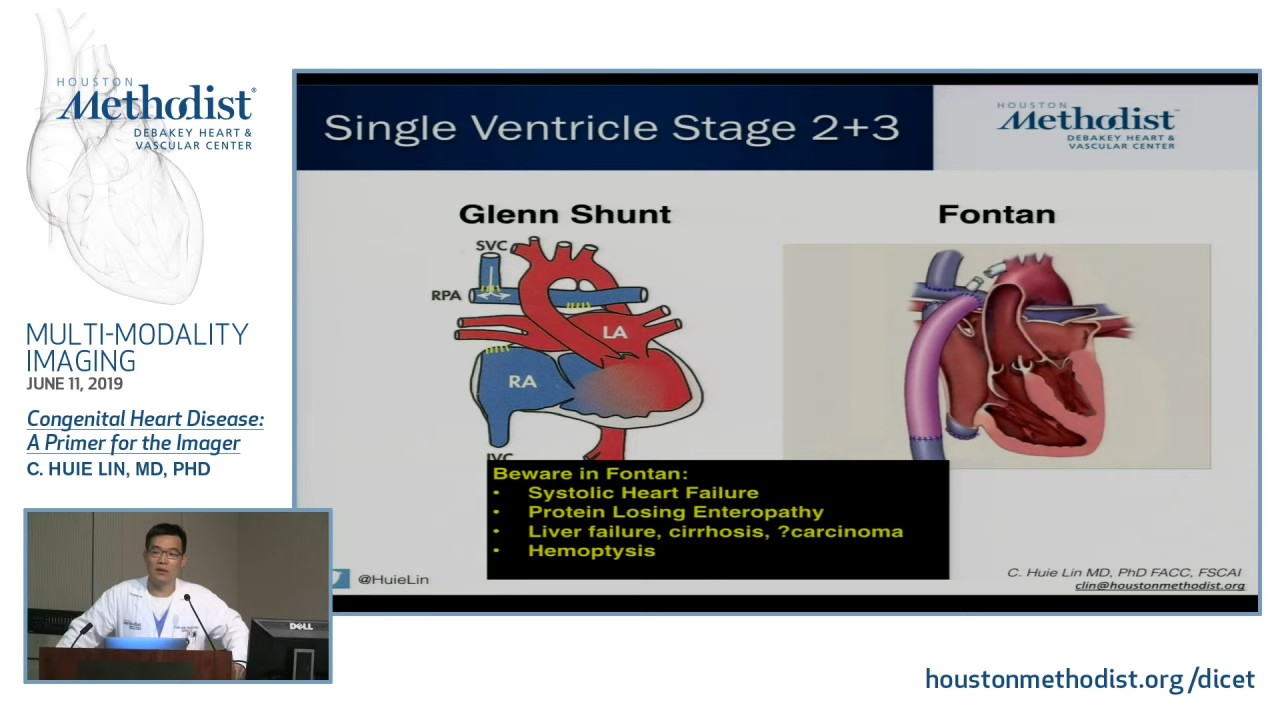 HOUSTON
Methodist®
DEBAKEY HEART &
VASCULAR CENTER
MULTI-MODALITY
IMAGING
JUNE 11, 2019
Congenital Heart Disease:
A Primer for the Imager
C. HUIE LIN, MD, PHD
Single Ventricle Stage 2+3
HOUSTON
Methodist
DEBAKEY HEART &
VASCULAR CENTER
Glenn Shunt
Fontan
SVC
RPA
LA
RA
IVC
Beware in Fontan:
• Systolic Heart Failure
• Protein Losing Enteropathy
• Liver failure, cirrhosis, ?carcinoma
• Hemoptysis
@HuieLin
C. Huie Lin MD, PhD FACC, FSCAI
clin@houstonmethodist.org
DELL
houstonmethodist.org/dicet